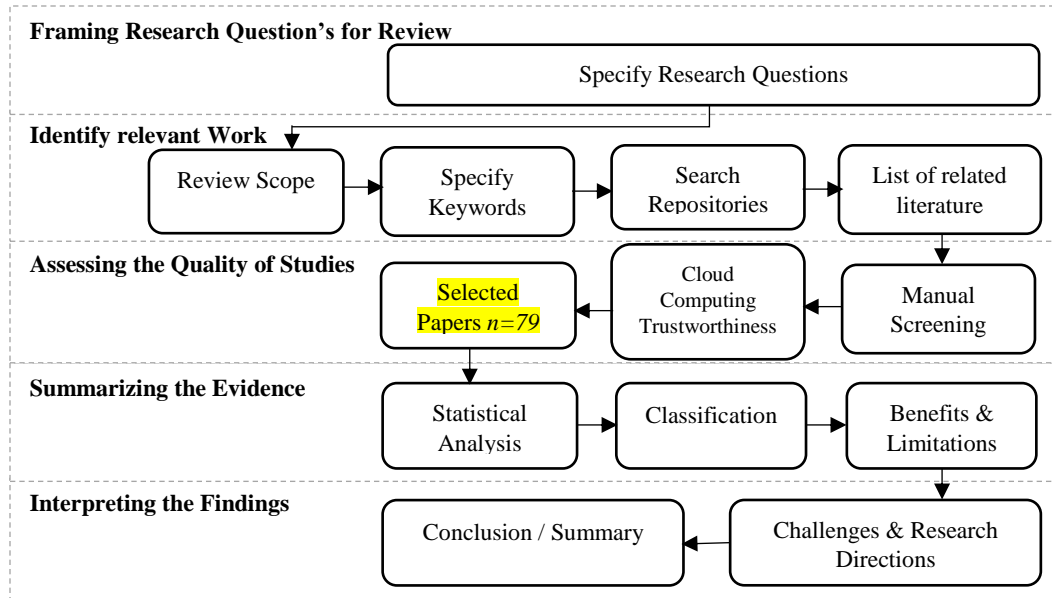 Framing Research Question's for Review
Specify Research Questions
Identify relevant Work
Review Scope
Specify
Keywords
Search
Repositories
List of related
literature
Assessing the Quality of Studies
Selected
Papers n=79
Cloud
Computing
Trustworthiness
Manual
Screening
Summarizing the Evidence
Statistical
Analysis
Classification
Benefits &
Limitations
Interpreting the Findings
Conclusion / Summary
Challenges & Research
Directions